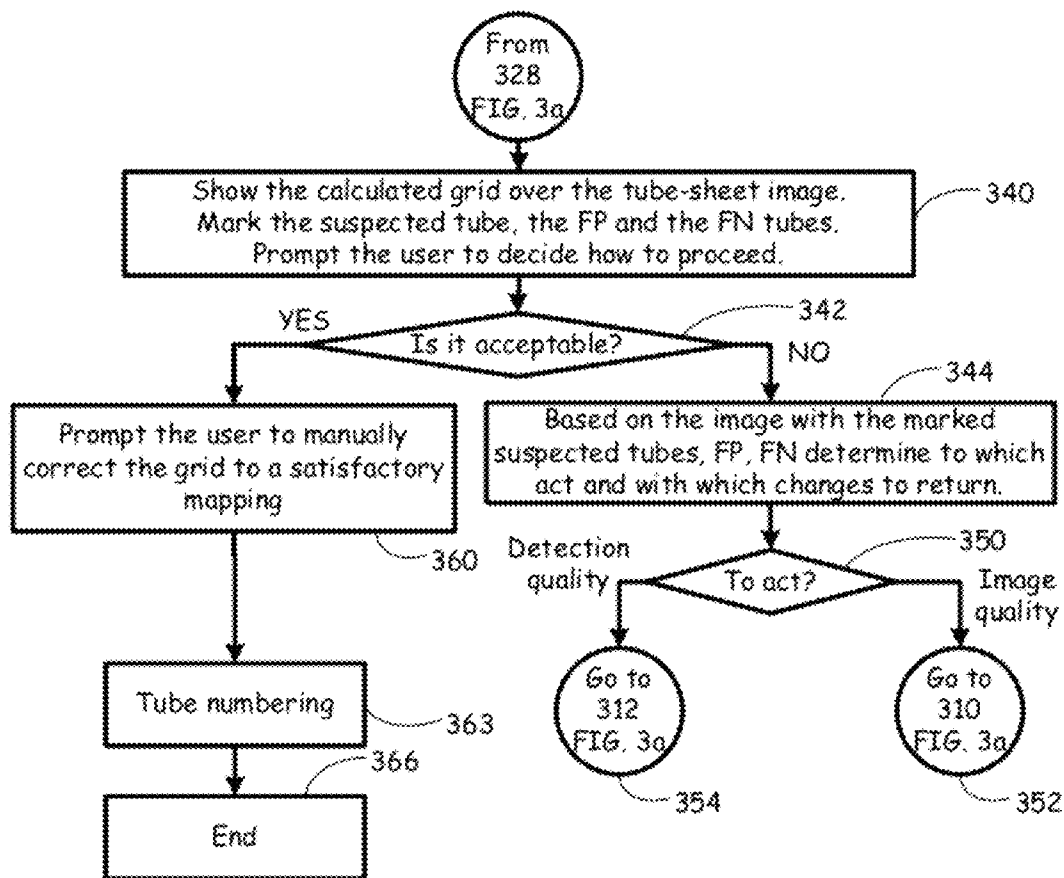 From
328
FIG. 3a
Show the calculated grid over the tube-sheet image.
Mark the suspected tube, the FP and the FN tubes.
Prompt the user to decide how to proceed.
340
YES
Is it acceptable?
342
NO
344
Prompt the user to manually
correct the grid to a satisfactory
mapping
360
Based on the image with the marked
suspected tubes, FP, FN determine to which
act and with which changes to return.
350
Detection
quality
To act?
Image
quality
Tube numbering
363
Go to
312
FIG. 3a
354
Go to
310
FIG. 3a
352
366
End